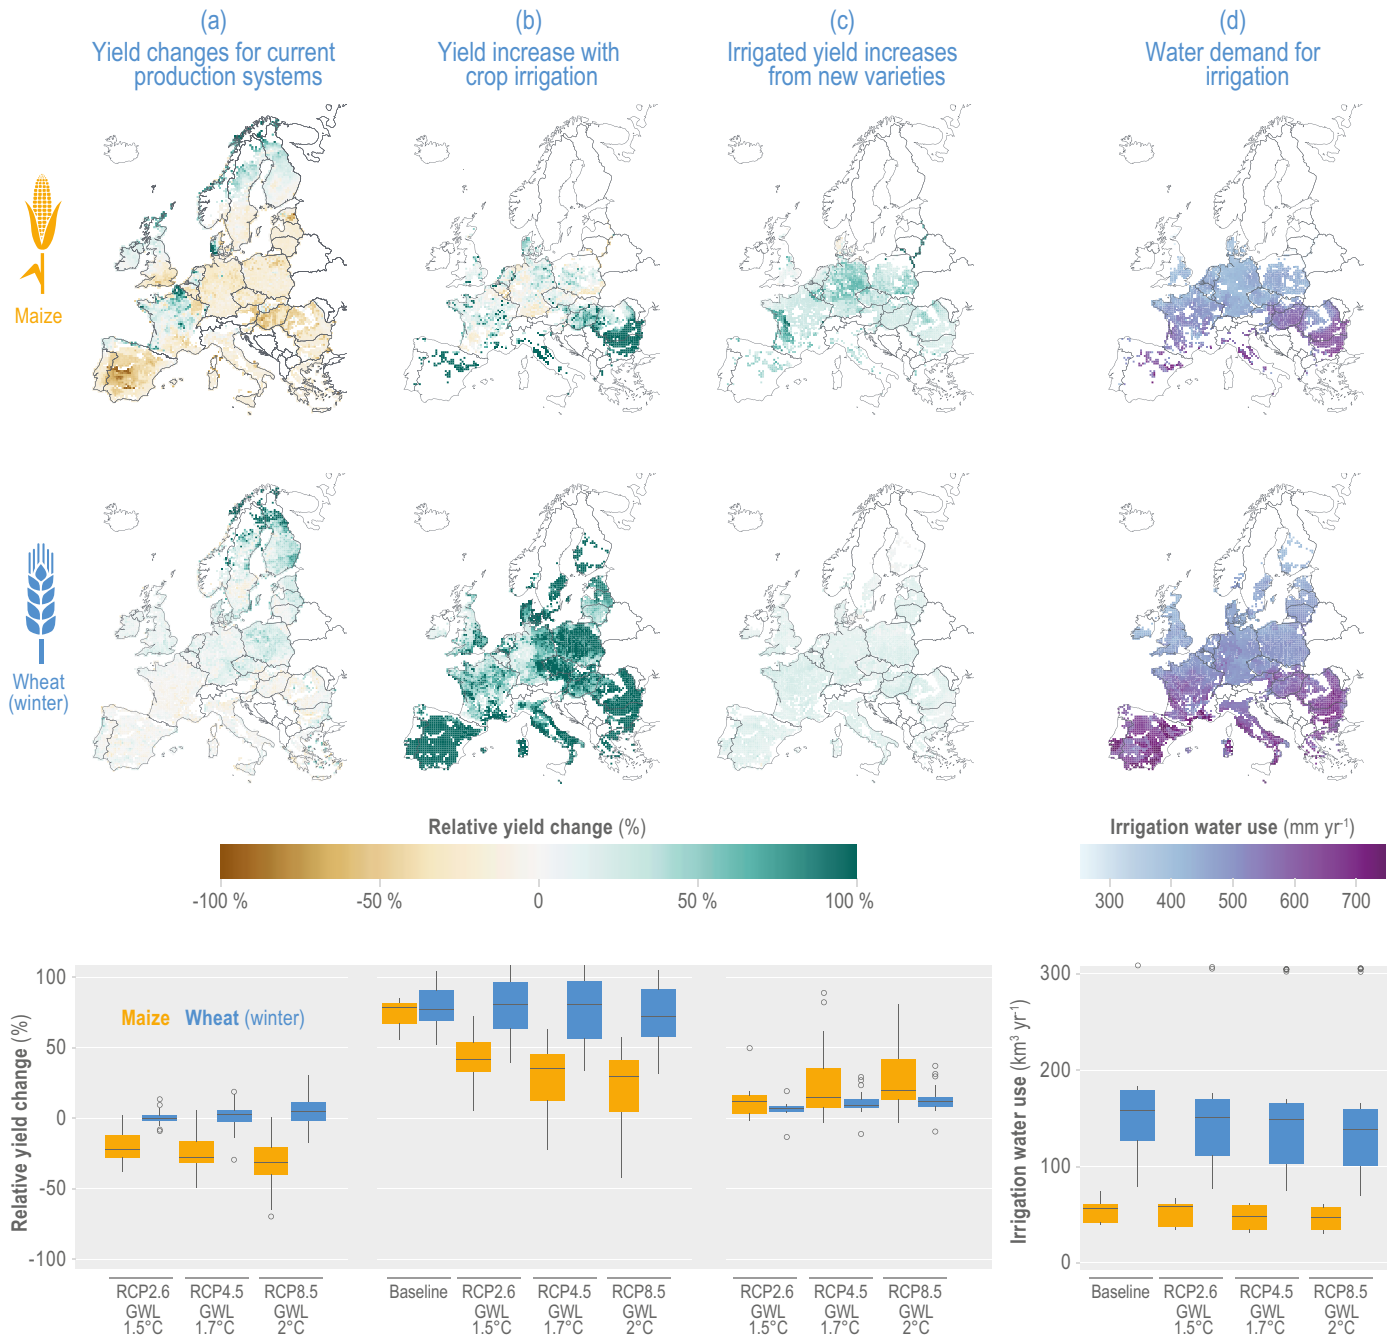 (a)
Yield changes for current
production systems
(b)
Yield increase with
crop irrigation
(c)
Irrigated yield increases
from new varieties
(d)
Water demand for
irrigation
Maize
Wheat
(winter)
Relative yield change (%)
-100 %
-50 %
0
50 %
100 %
Irrigation water use (mm yr-1)
300
400
500
600
700
Relative yield change (%)
100
50
0
-50
-100
Maize Wheat (winter)
RCP2.6
GWL
1.5°C
RCP4.5
GWL
1.7°C
RCP8.5
GWL
2°C
Baseline
RCP2.6
GWL
1.5°C
RCP4.5
GWL
1.7°C
RCP8.5
GWL
2°C
RCP2.6
GWL
1.5°C
RCP4.5
GWL
1.7°C
RCP8.5
GWL
2°C
Irrigation water use (km3 yr-1)
300
200
100
0
Baseline
RCP2.6
GWL
1.5°C
RCP4.5
GWL
1.7°C
RCP8.5
GWL
2°C